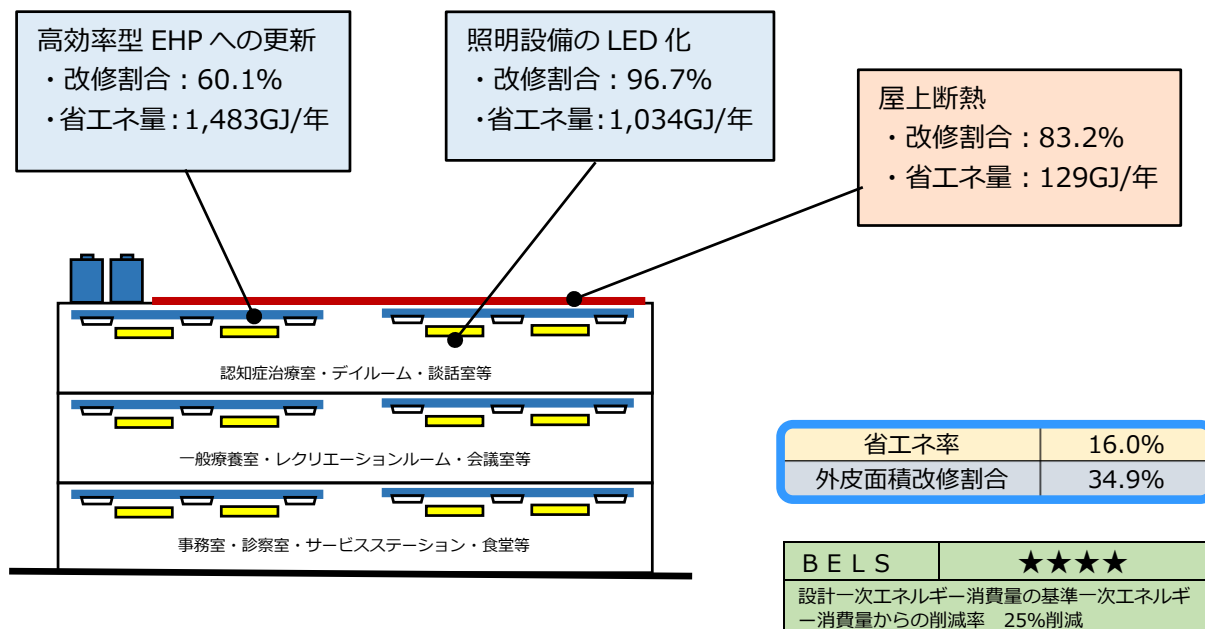 高効率型 EHP への更新
・改修割合：60.1%
・省エネ量：1,483GJ/年
照明設備の LED 化
・改修割合：96.7%
・省エネ量：1,034GJ/年
屋上断熱
・改修割合：83.2%
・省エネ量：129GJ/年
認知症治療室・デイルーム・談話室等
一般療養室・レクリエーションルーム・会議室等
事務室・診察室・サービスステーション・食堂等
省エネ率 16.0%
外皮面積改修割合 34.9%
ＢＥＬＳ ★★★★
設計一次エネルギー消費量の基準一次エネルギ
ー消費量からの削減率 25%削減